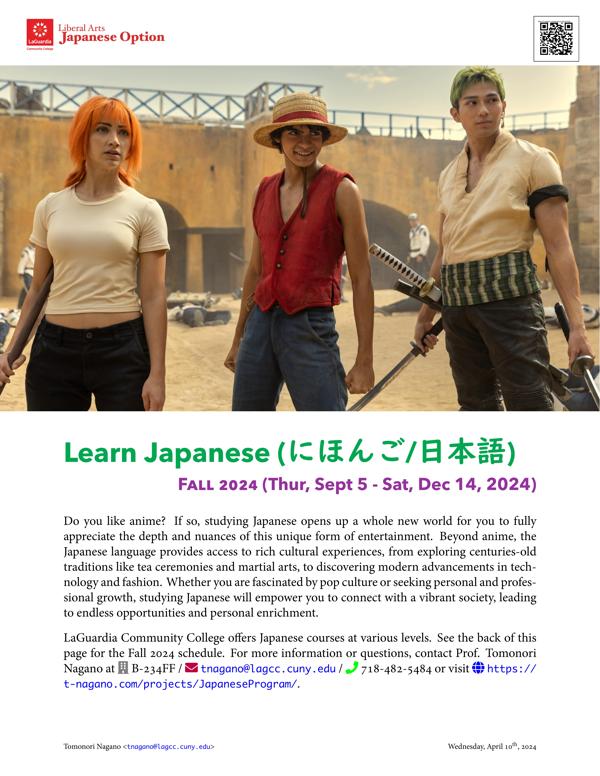 Liberal Arts
LaGuardia
Community College
Japanese Option
Learn Japanese (にほんご/日本語)
Fall 2024 (Thur, Sept 5 - Sat, Dec 14, 2024)
Do you like anime? If so, studying Japanese opens up a whole new world for you to fully
appreciate the depth and nuances of this unique form of entertainment. Beyond anime, the
Japanese language provides access to rich cultural experiences, from exploring centuries-old
traditions like tea ceremonies and martial arts, to discovering modern advancements in tech-
nology and fashion. Whether you are fascinated by pop culture or seeking personal and profes-
sional growth, studying Japanese will empower you to connect with a vibrant society, leading
to endless opportunities and personal enrichment.
LaGuardia Community College offers Japanese courses at various levels. See the back of this
page for the Fall 2024 schedule. For more information or questions, contact Prof. Tomonori
Nagano at B-234FF / tnagano@lagcc.cuny.edu / 718-482-5484 or visit https://
t-nagano.com/projects/JapaneseProgram/.
Tomonori Nagano <tnagano@lagcc.cuny.edu>
Wednesday, April 10th, 2024